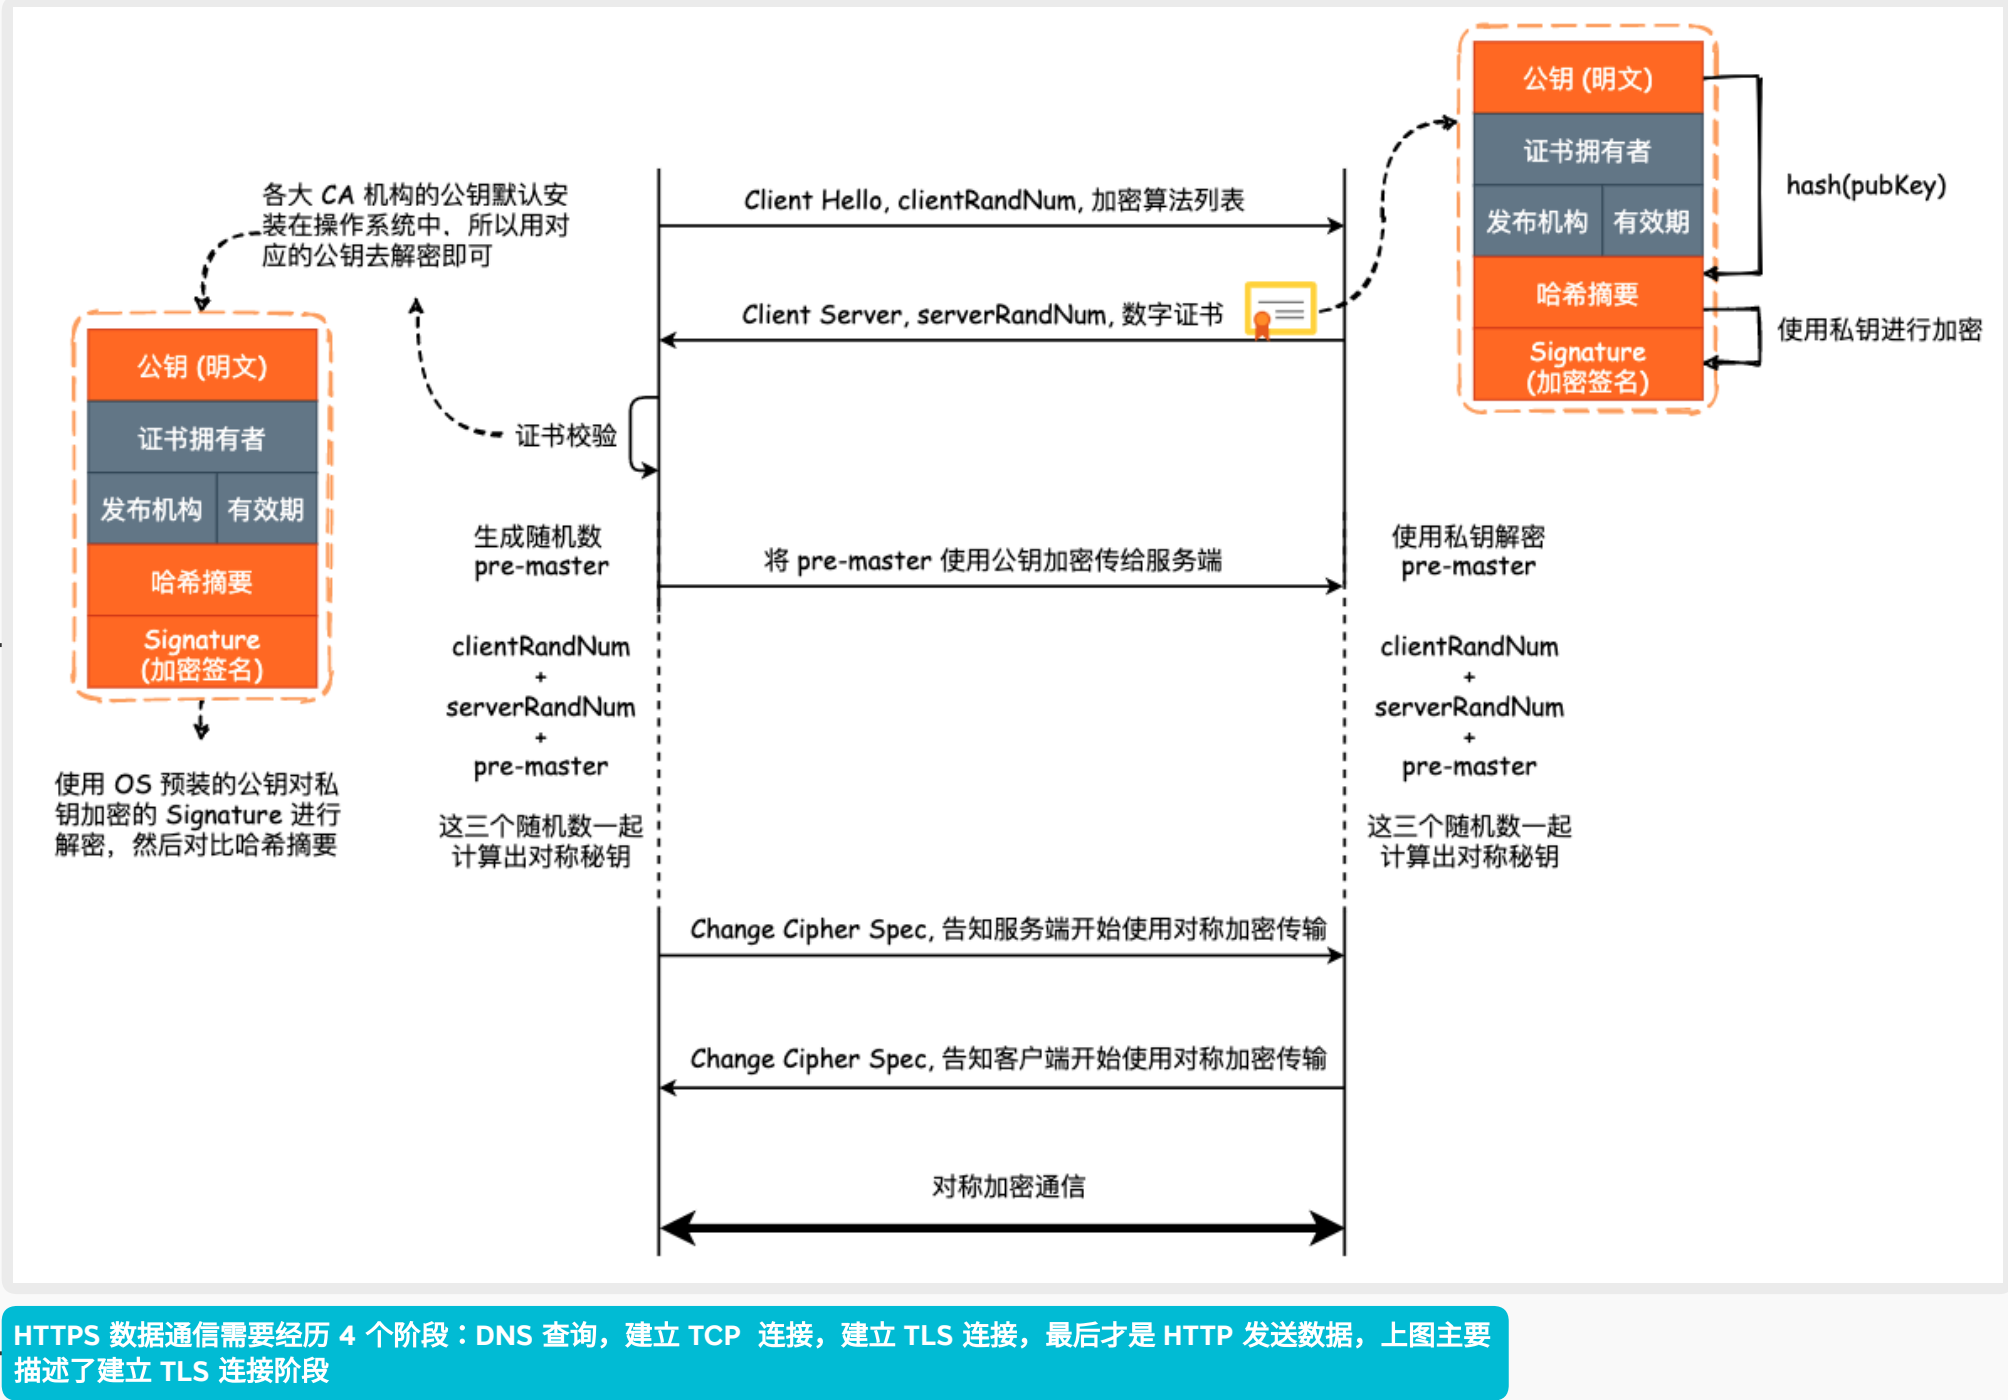 公钥 (明文)
证书拥有者
发布机构
有效期
哈希摘要
Signature
(加密签名)
hash(pubKey)
使用私钥进行加密
各大 CA 机构的公钥默认安
装在操作系统中, 所以用对
应的公钥去解密即可
Client Hello, clientRandNum, 加密算法列表
Client Server, serverRandNum, 数字证书
证书校验
公钥 (明文)
证书拥有者
发布机构
有效期
哈希摘要
Signature
(加密签名)
使用 OS 预装的公钥对私
钥加密的 Signature 进行
解密, 然后对比哈希摘要
生成随机数
pre-master
将 pre-master 使用公钥加密传给服务端
使用私钥解密
pre-master
clientRandNum
+
serverRandNum
+
pre-master
这三个随机数一起
计算出对称秘钥
clientRandNum
+
serverRandNum
+
pre-master
这三个随机数一起
计算出对称秘钥
Change Cipher Spec, 告知服务端开始使用对称加密传输
Change Cipher Spec, 告知客户端开始使用对称加密传输
对称加密通信
HTTPS 数据通信需要经历 4 个阶段：DNS 查询，建立 TCP 连接，建立 TLS 连接，最后才是 HTTP 发送数据，上图主要
描述了建立 TLS 连接阶段